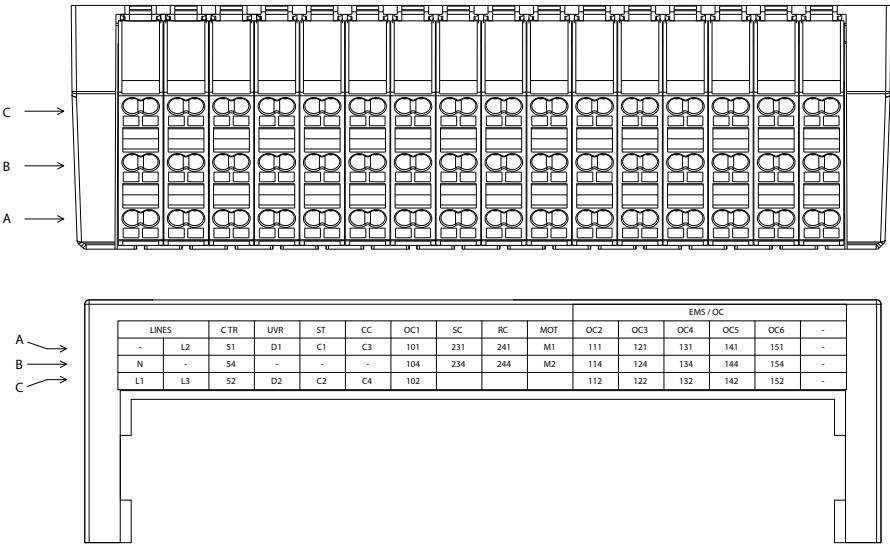 C
B
A
EMS / OC
LINES C TR UVR ST CC OC1 SC RC MOT OC2 OC3 OC4 OC5 OC6 -
A - L2 51 D1 C1 C3 101 231 241 M1 111 121 131 141 151 -
B N - 54 - - - 104 234 244 M2 114 124 134 144 154 -
C L1 L3 52 D2 C2 C4 102 112 122 132 142 152 -